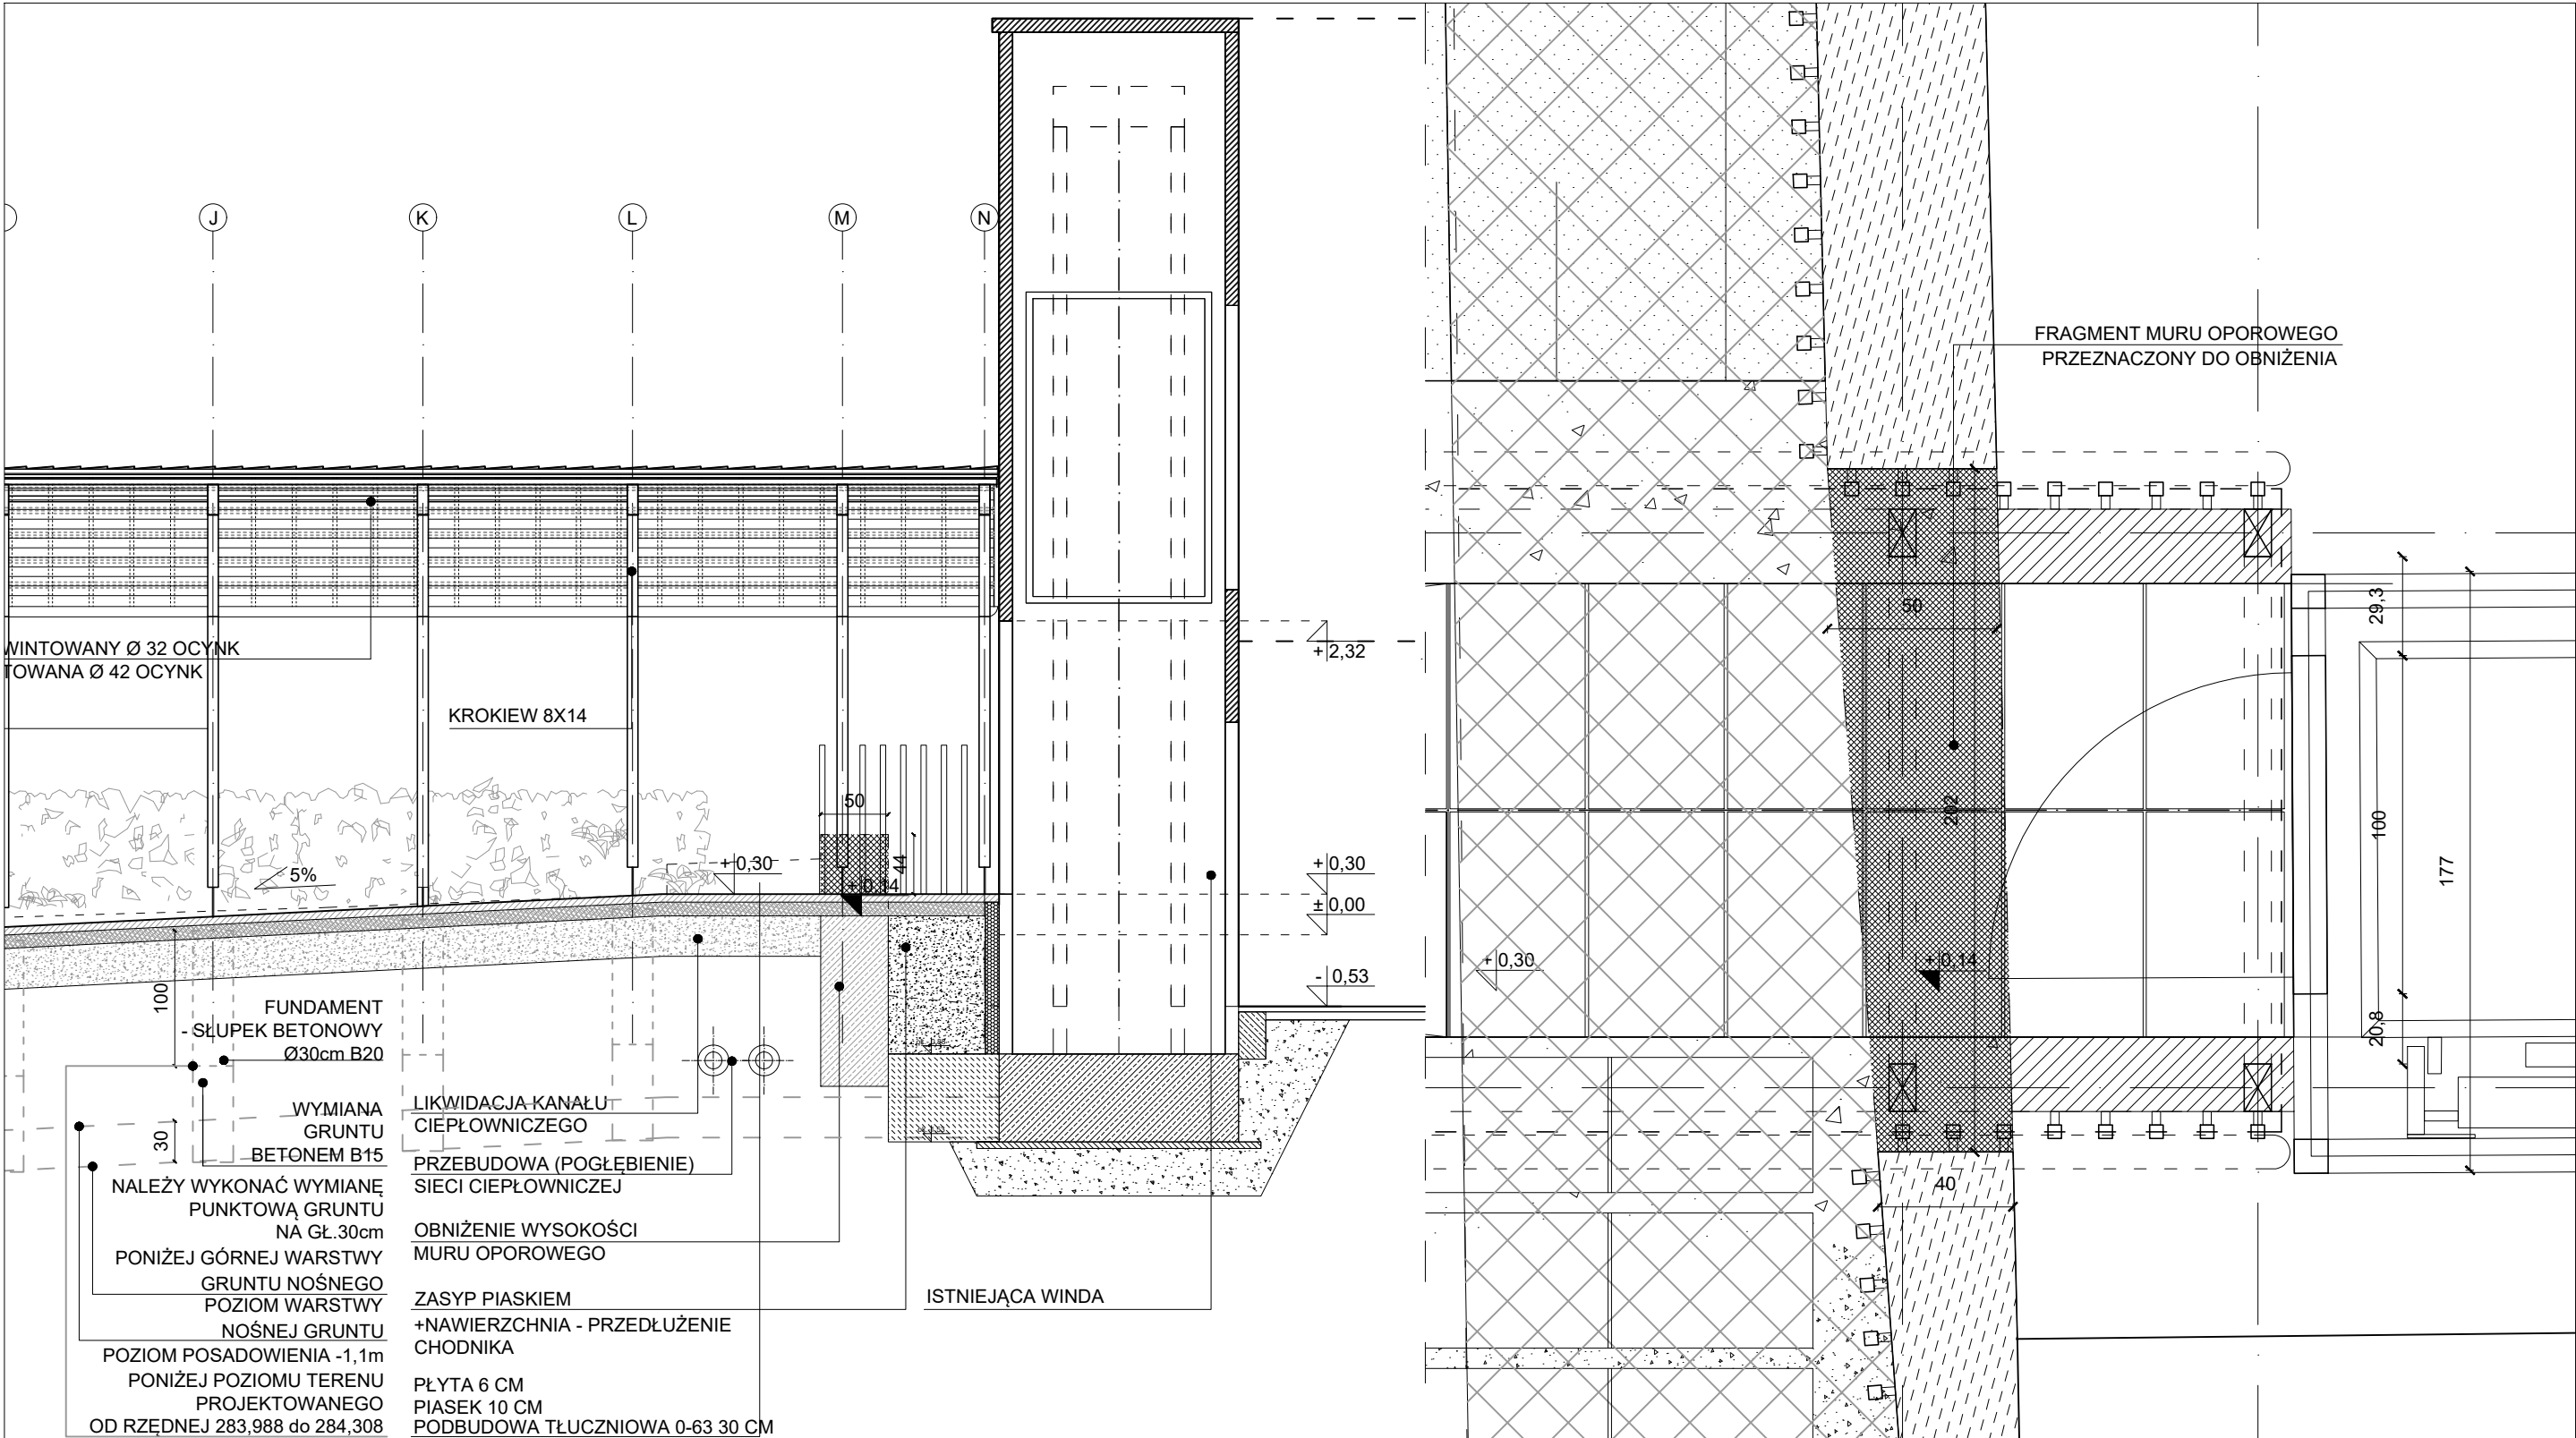 J
K
L
M
N
FRAGMENT MURU OPOROWEGO
PRZEZNACZONY DO OBNIŻENIA
WINTOWANY Ø 32 OCYNK
TOWANA Ø 42 OCYNK
KROKIEW 8X14
+ 2,32
50
44
+ 0,30
+ 0,14
5%
+ 0,30
± 0,00
- 0,53
100
30
FUNDAMENT
- SŁUPEK BETONOWY
Ø30cm B20
WYMIANA
GRUNTU
BETONEM B15
NALEŻY WYKONAĆ WYMIANĘ
PUNKTOWĄ GRUNTU
NA GŁ.30cm
PONIŻEJ GÓRNEJ WARSTWY
GRUNTU NOŚNEGO
POZIOM WARSTWY
NOŚNEJ GRUNTU
POZIOM POSADOWIENIA -1,1m
PONIŻEJ POZIOMU TERENU
PROJEKTOWANEGO
OD RZĘDNEJ 283,988 do 284,308
LIKWIDACJA KANAŁU
CIEPŁOWNICZEGO
PRZEBUDOWA (POGŁĘBIENIE)
SIECI CIEPŁOWNICZEJ
OBNIŻENIE WYSOKOŚCI
MURU OPOROWEGO
ZASYP PIASKIEM
+NAWIERZCHNIA - PRZEDŁUŻENIE
CHODNIKA
PŁYTA 6 CM
PIASEK 10 CM
PODBUDOWA TŁUCZNIOWA 0-63 30 CM
ISTNIEJĄCA WINDA
50
202
+ 0,30
+ 0,14
40
29,3
100
177
20,8